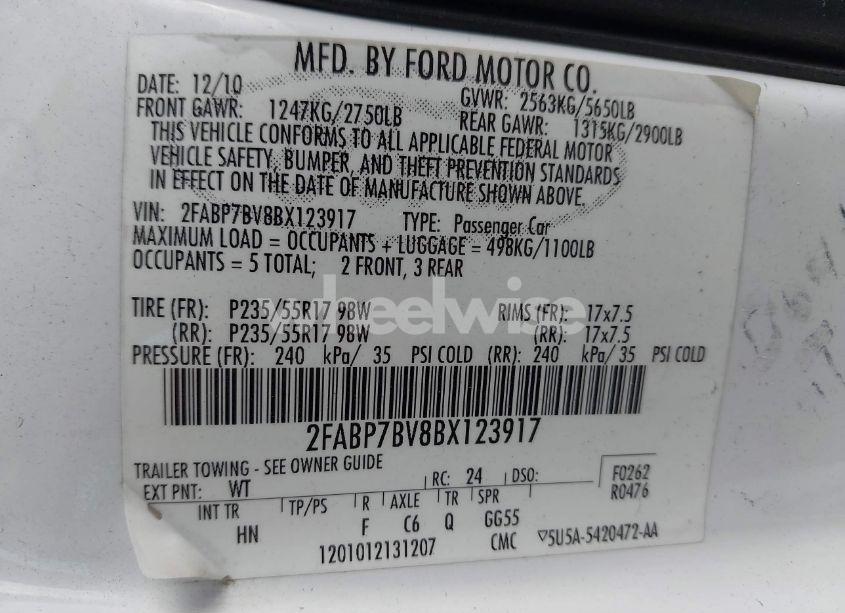 MFD. BY FORD MOTOR CO.
DATE: 12/10 GVWR: 2563KG/5650LB
FRONT GAWR: 1247KG/2750LB REAR GAWR: 1315KG/2900LB
THIS VEHICLE CONFORMS TO ALL APPLICABLE FEDERAL MOTOR
VEHICLE SAFETY, BUMPER, AND THEFT PREVENTION STANDARDS
IN EFFECT ON THE DATE OF MANUFACTURE SHOWN ABOVE.
VIN: 2FABP7BV8BX123917 TYPE: Passenger Car
MAXIMUM LOAD = OCCUPANTS + LUGGAGE = 498KG/1100LB
OCCUPANTS = 5 TOTAL; 2 FRONT, 3 REAR
wheelwise
TIRE (FR): P235/55R17 98W RIMS (FR): 17x7.5
(RR): P235/55R17 98W (RR): 17x7.5
PRESSURE (FR): 240 kPa/ 35 PSI COLD (RR): 240 kPa/ 35 PSI COLD
2FABP7BV8BX123917
TRAILER TOWING - SEE OWNER GUIDE
EXT PNT: WT RC: 24 DSO: F0262
R0476
INT TR TP/PS R AXLE TR SPR
HN F C6 Q GG55
1201012131207 CMC ▽5U5A-5420472-AA